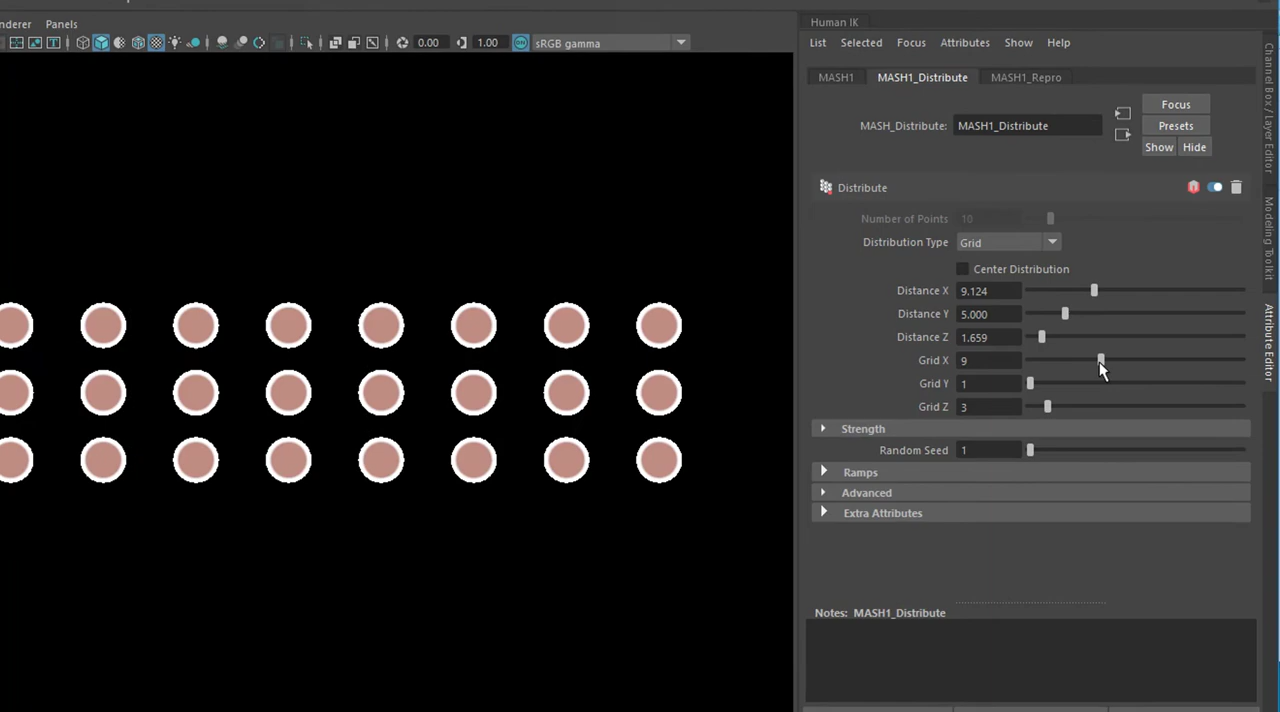 Human IK
nderer Panels
0.00 1.00 ON sRGB gamma
List Selected Focus Attributes Show Help
MASH1 MASH1_Distribute MASH1_Repro
Focus
MASH_Distribute: MASH1_Distribute
Presets
Show Hide
Distribute
Number of Points 10
Distribution Type Grid
Center Distribution
Distance X 9.124
Distance Y 5.000
Distance Z 1.659
Grid X 9
Grid Y 1
Grid Z 3
Strength
Random Seed 1
Ramps
Advanced
Extra Attributes
Notes: MASH1_Distribute
Channel Box / Layer Editor
Modeling Toolkit
Attribute Editor